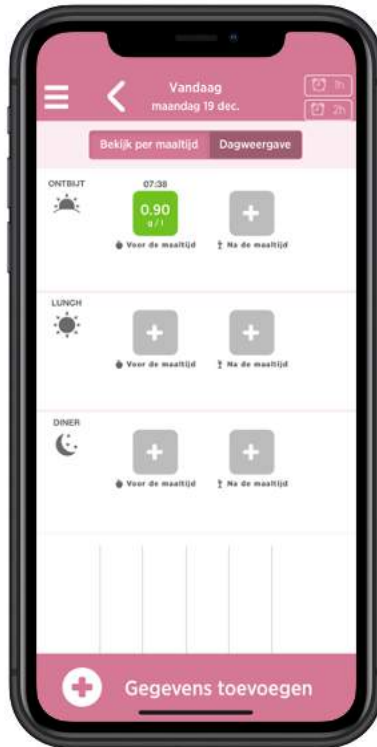 Vandaag
maandag 19 dec.
1h
2h
Bekijk per maaltijd
Dagweergave
ONTBIJT
07:38
0.90
g / l
Voor de maaltijd
Na de maaltijd
LUNCH
Voor de maaltijd
Na de maaltijd
DINER
Voor de maaltijd
Na de maaltijd
Gegevens toevoegen